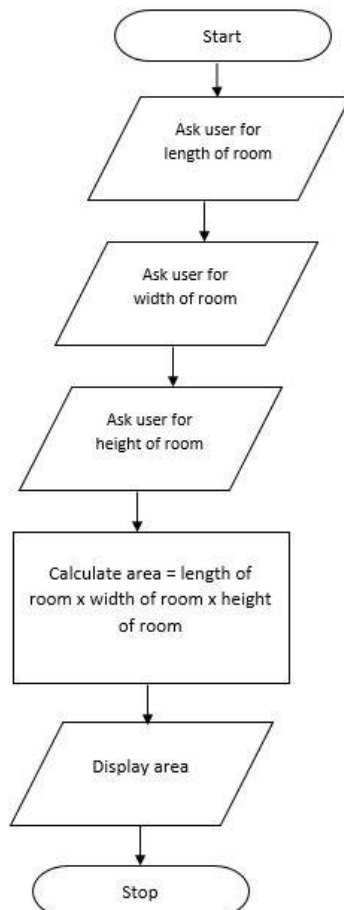 Start
Ask user for
length of room
Ask user for
width of room
Ask user for
height of room
Calculate area = length of
room x width of room x height
of room
Display area
Stop